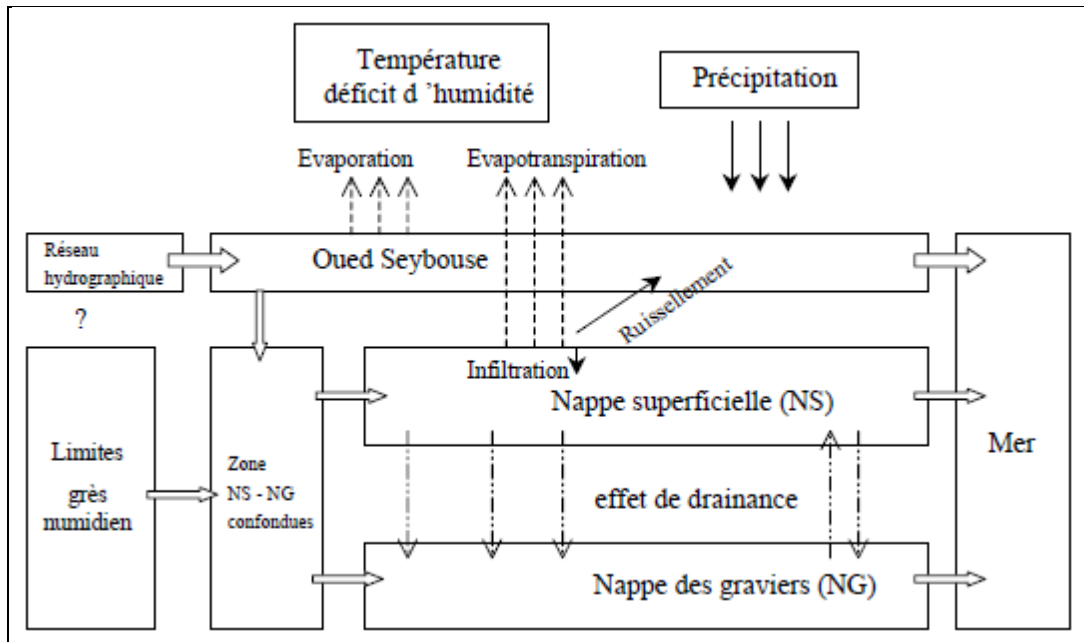 Température
déficit d ’humidité
Précipitation
Evaporation
Evapotranspiration
Réseau
hydrographique
Oued Seybouse
?
Ruissellement
Infiltration
Nappe superficielle (NS)
Limites
grès
numidien
Zone
NS - NG
confondues
effet de drainance
Mer
Nappe des graviers (NG)